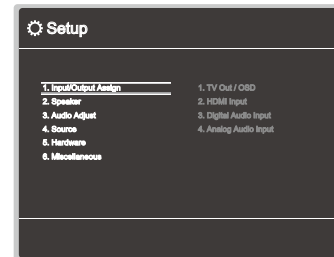 Setup
1. Input/Output Assign
2. Speaker
3. Audio Adjust
4. Source
5. Hardware
6. Miscellaneous
1. TV Out / OSD
2. HDMI Input
3. Digital Audio Input
4. Analog Audio Input